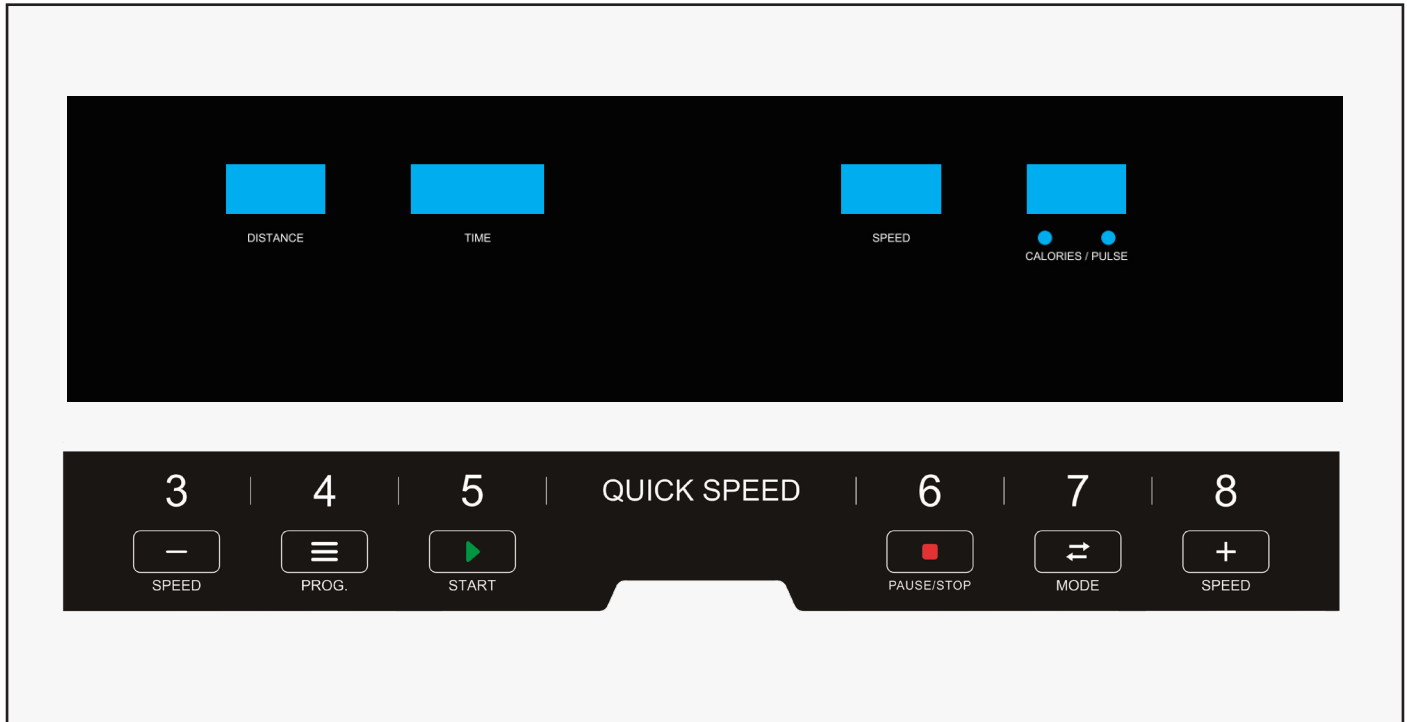 DISTANCE TIME SPEED
CALORIES / PULSE
3 4 5 QUICK SPEED 6 7 8
SPEED PROG. START PAUSE/STOP MODE SPEED